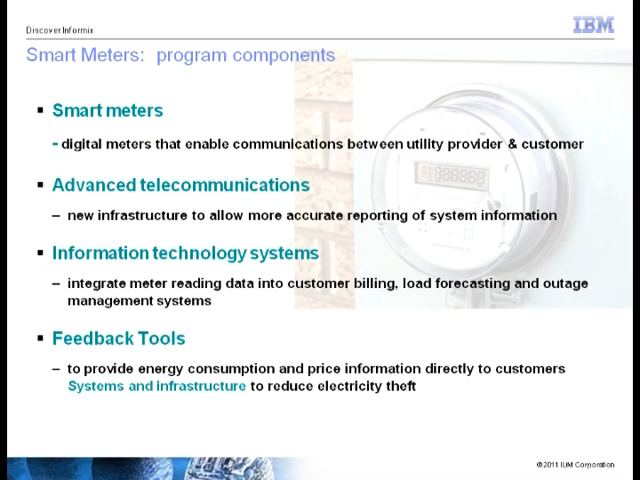 Discover Informix
IBM
Smart Meters: program components
▪ Smart meters
- digital meters that enable communications between utility provider & customer
▪ Advanced telecommunications
– new infrastructure to allow more accurate reporting of system information
▪ Information technology systems
– integrate meter reading data into customer billing, load forecasting and outage
management systems
▪ Feedback Tools
– to provide energy consumption and price information directly to customers
Systems and infrastructure to reduce electricity theft
© 2011 IBM Corporation